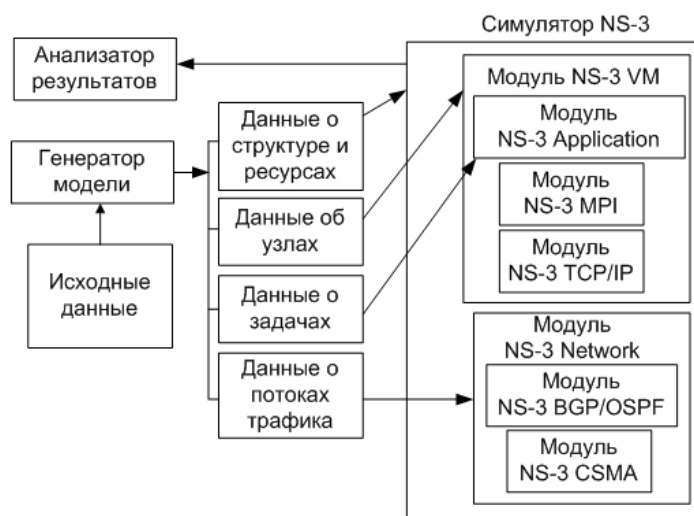 Симулятор NS-3
Анализатор
результатов
Генератор
модели
Исходные
данные
Данные о
структуре и
ресурсах
Данные об
узлах
Данные о
задачах
Данные о
потоках
трафика
Модуль NS-3 VM
Модуль
NS-3 Application
Модуль
NS-3 MPI
Модуль
NS-3 TCP/IP
Модуль
NS-3 Network
Модуль
NS-3 BGP/OSPF
Модуль
NS-3 CSMA